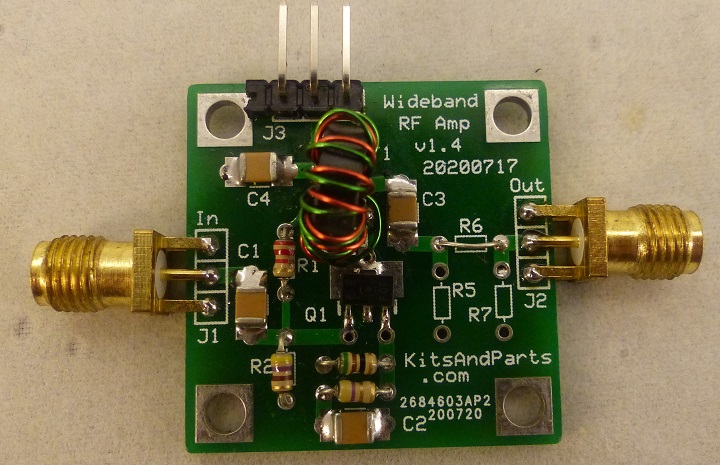 Wideband
RF Amp
v1.4
20200717
J3
1
C4
C3
Out
In
R6
C1
R1
R5
R7
J2
Q1
J1
R2
KitsAndParts
.com
2684603AP2
200720
C2